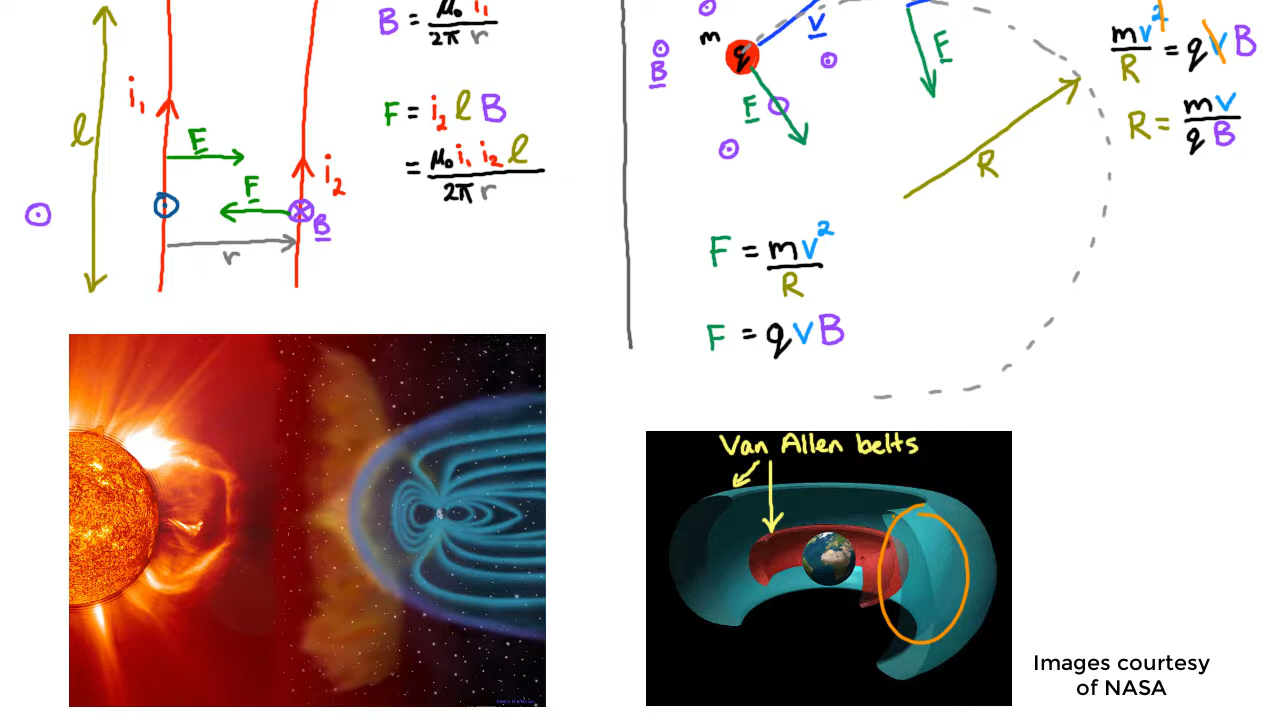 B = μ₀ i₁ / 2π r
i₁
l
F
F
i₂
B
r
F = i₂ l B
= μ₀ i₁ i₂ l / 2π r
m
q
v
B
F
F
R
mv² / R = qvB
R = mv / qB
F = mv² / R
F = qvB
Van Allen belts
Images courtesy
of NASA